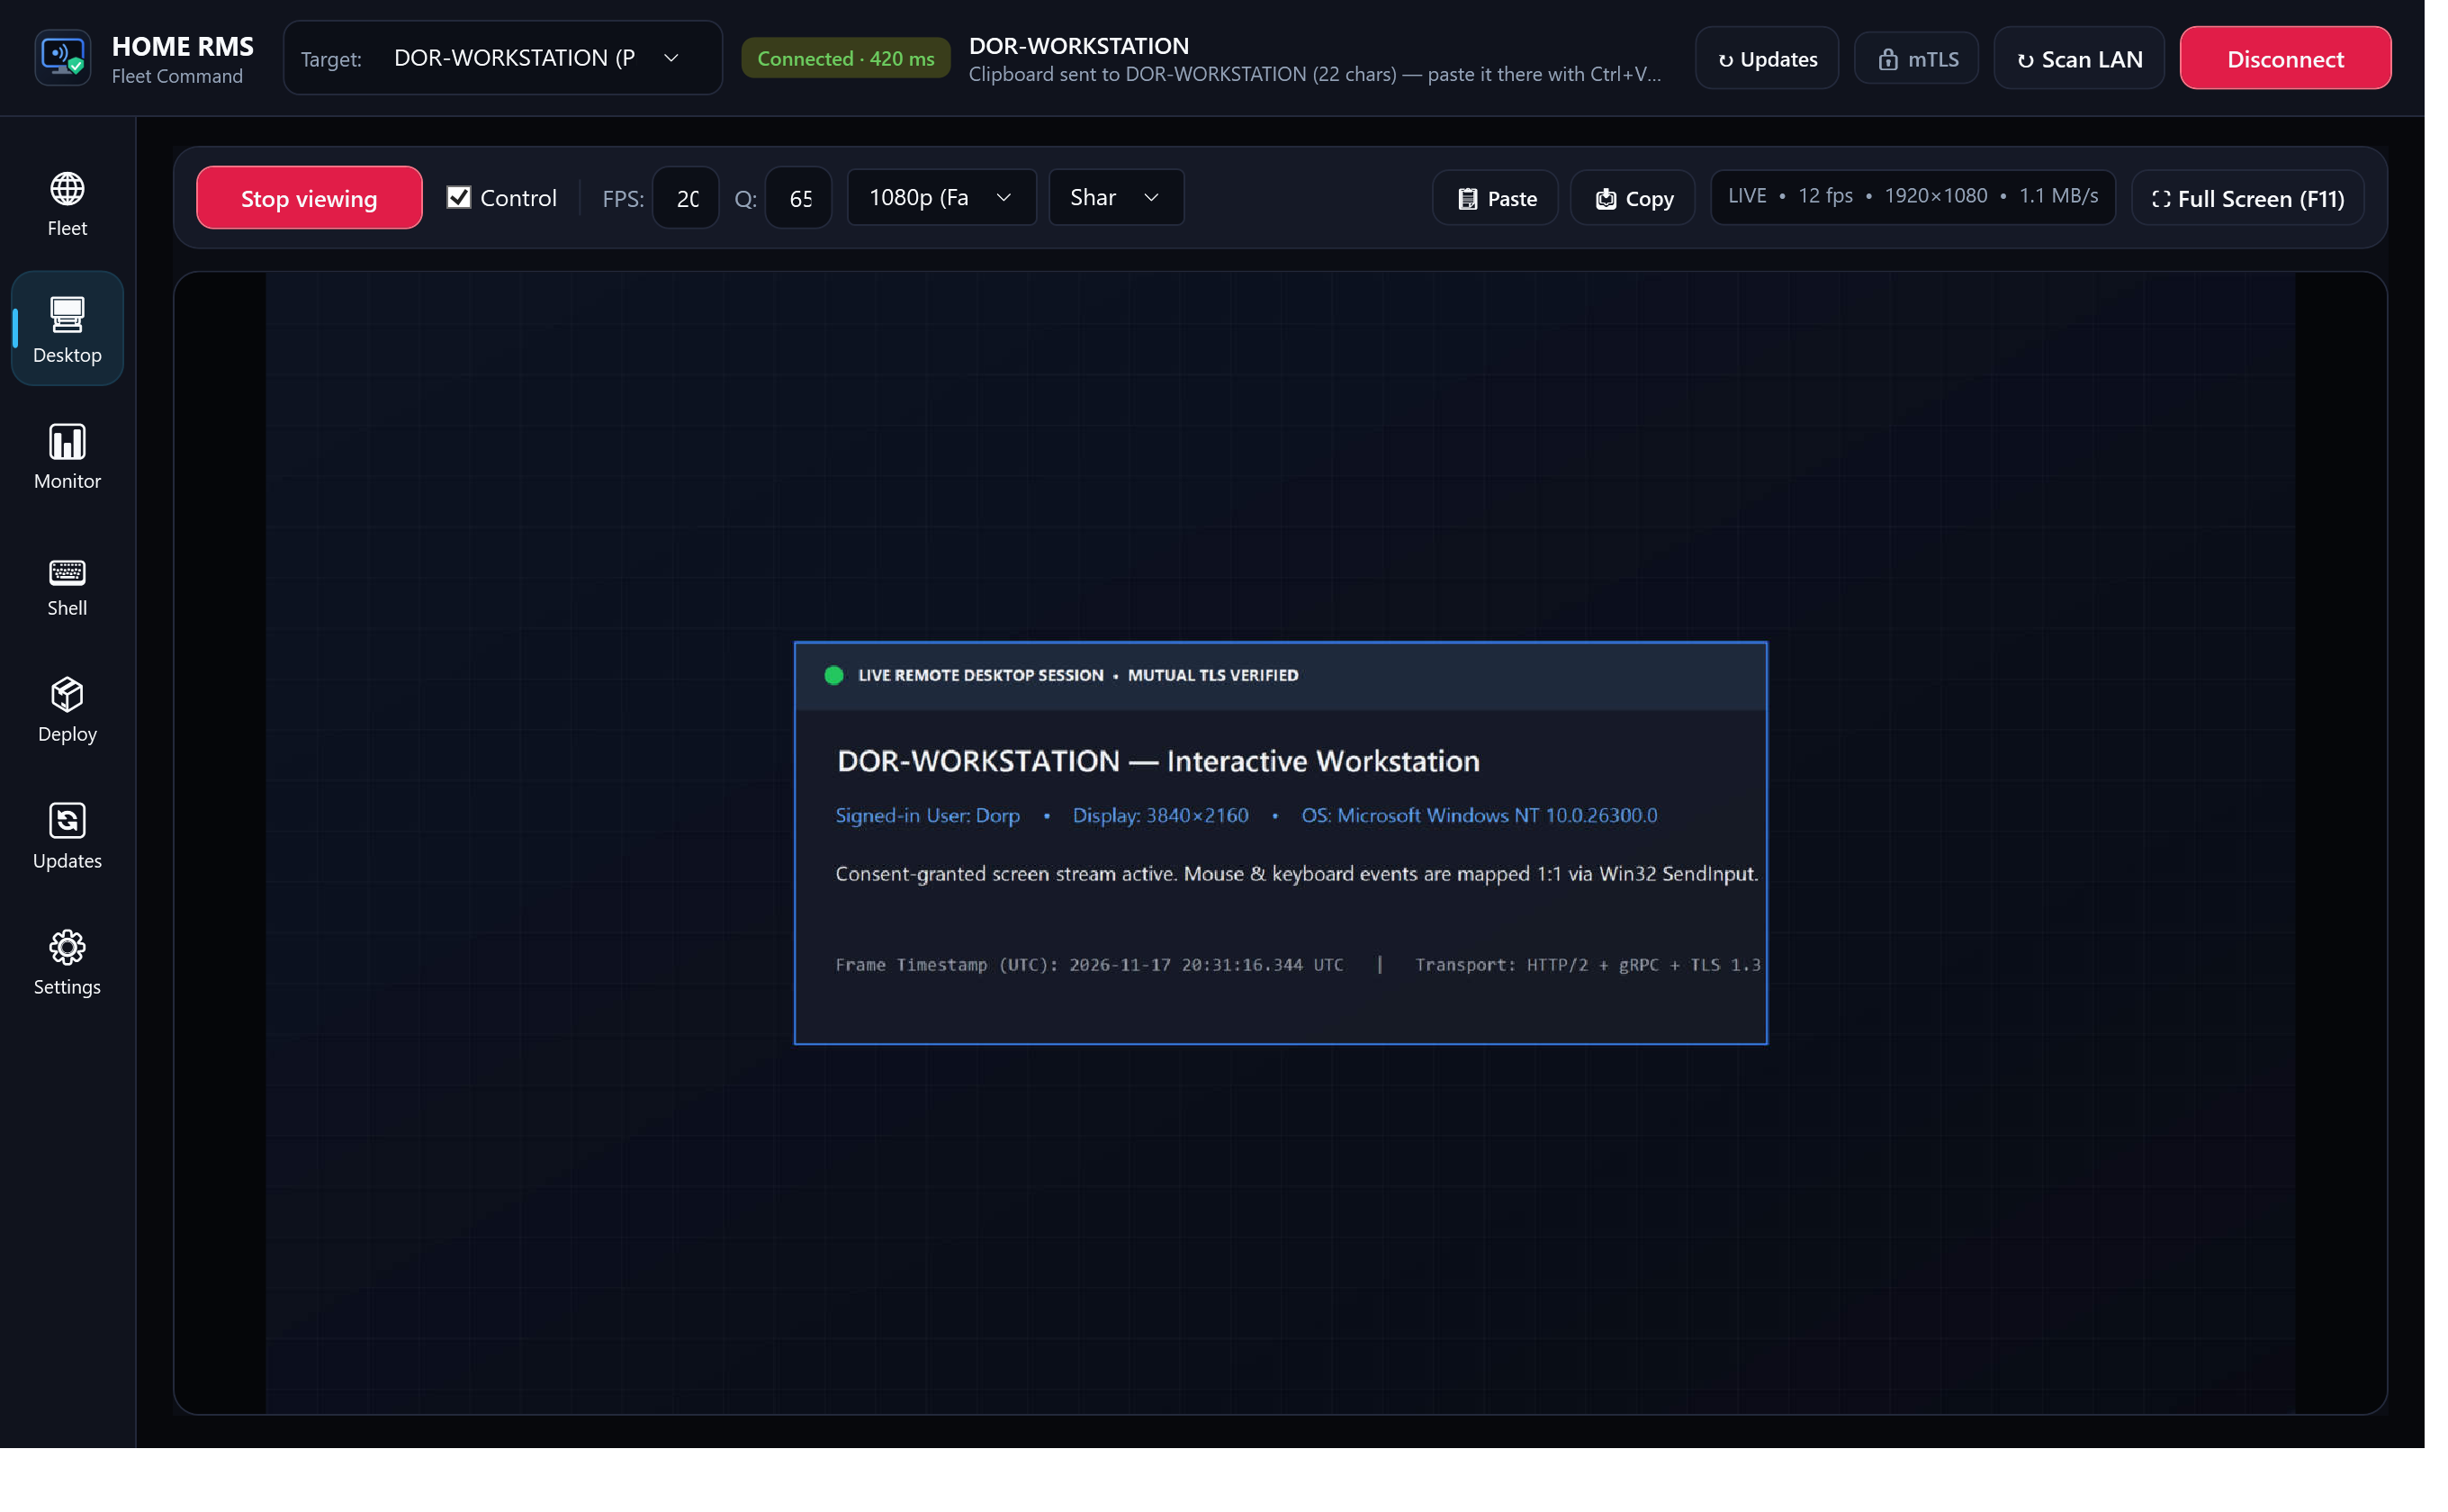 HOME RMS
Fleet Command
Target: DOR-WORKSTATION (P
Connected · 420 ms
DOR-WORKSTATION
Clipboard sent to DOR-WORKSTATION (22 chars) — paste it there with Ctrl+V...
Updates
mTLS
Scan LAN
Disconnect
Stop viewing
Control
FPS: 20
Q: 65
1080p (Fa
Shar
Paste
Copy
LIVE • 12 fps • 1920×1080 • 1.1 MB/s
Full Screen (F11)
Fleet
Desktop
Monitor
Shell
Deploy
Updates
Settings
LIVE REMOTE DESKTOP SESSION • MUTUAL TLS VERIFIED
DOR-WORKSTATION — Interactive Workstation
Signed-in User: Dorp • Display: 3840×2160 • OS: Microsoft Windows NT 10.0.26300.0
Consent-granted screen stream active. Mouse & keyboard events are mapped 1:1 via Win32 SendInput.
Frame Timestamp (UTC): 2026-11-17 20:31:16.344 UTC | Transport: HTTP/2 + gRPC + TLS 1.3